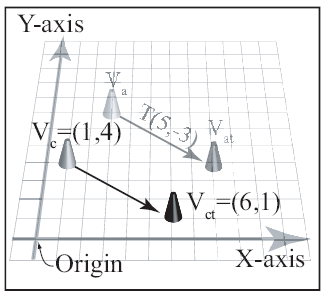 Y-axis
Va
T(5,-3)
Vat
Vc=(1,4)
Vct=(6,1)
Origin
X-axis